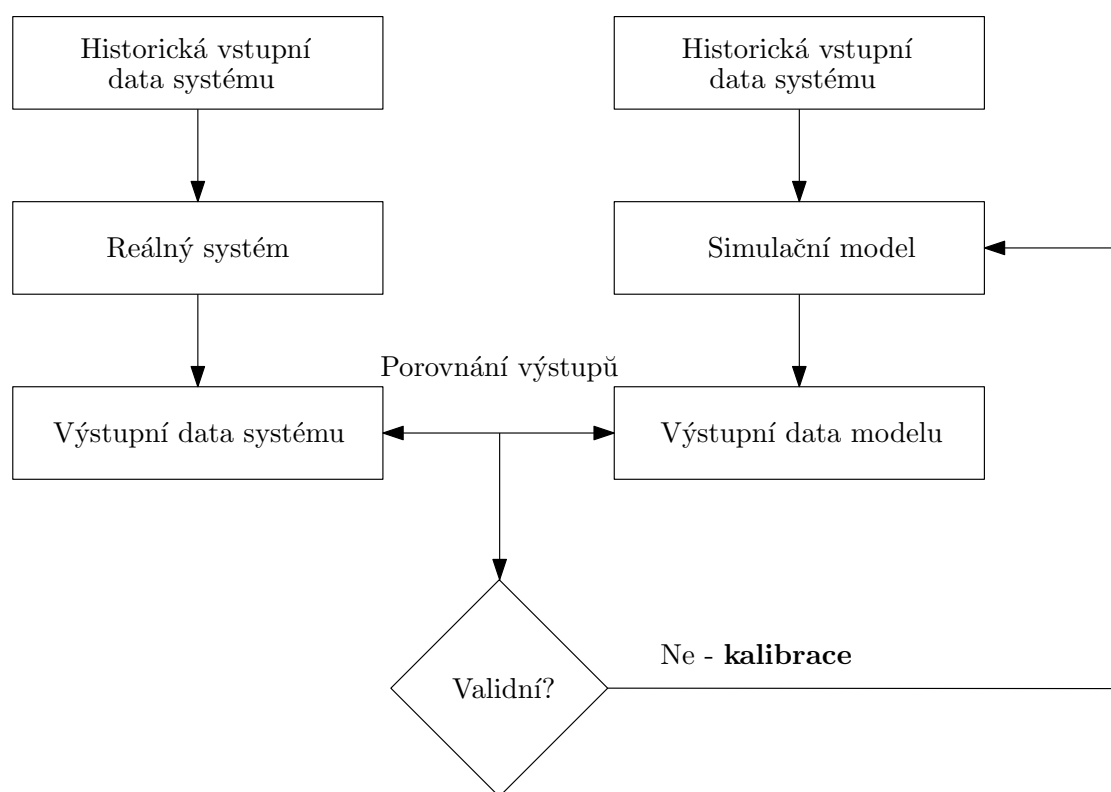 Historická vstupní
data systému
Historická vstupní
data systému
Reálný systém
Simulační model
Porovnání výstupŭ
Výstupní data systému
Výstupní data modelu
Ne - kalibrace
Validní?